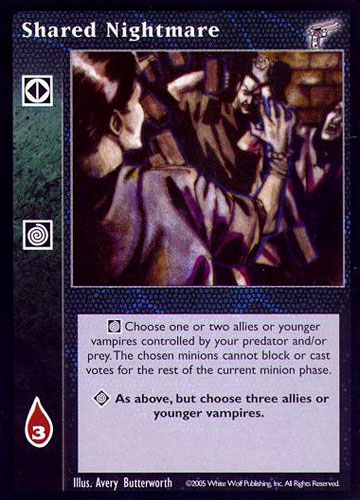 Shared Nightmare
Choose one or two allies or younger
vampires controlled by your predator and/or
prey. The chosen minions cannot block or cast
votes for the rest of the current minion phase.
As above, but choose three allies or
younger vampires.
3
Illus. Avery Butterworth ©2005 White Wolf Publishing, Inc. All Rights Reserved.